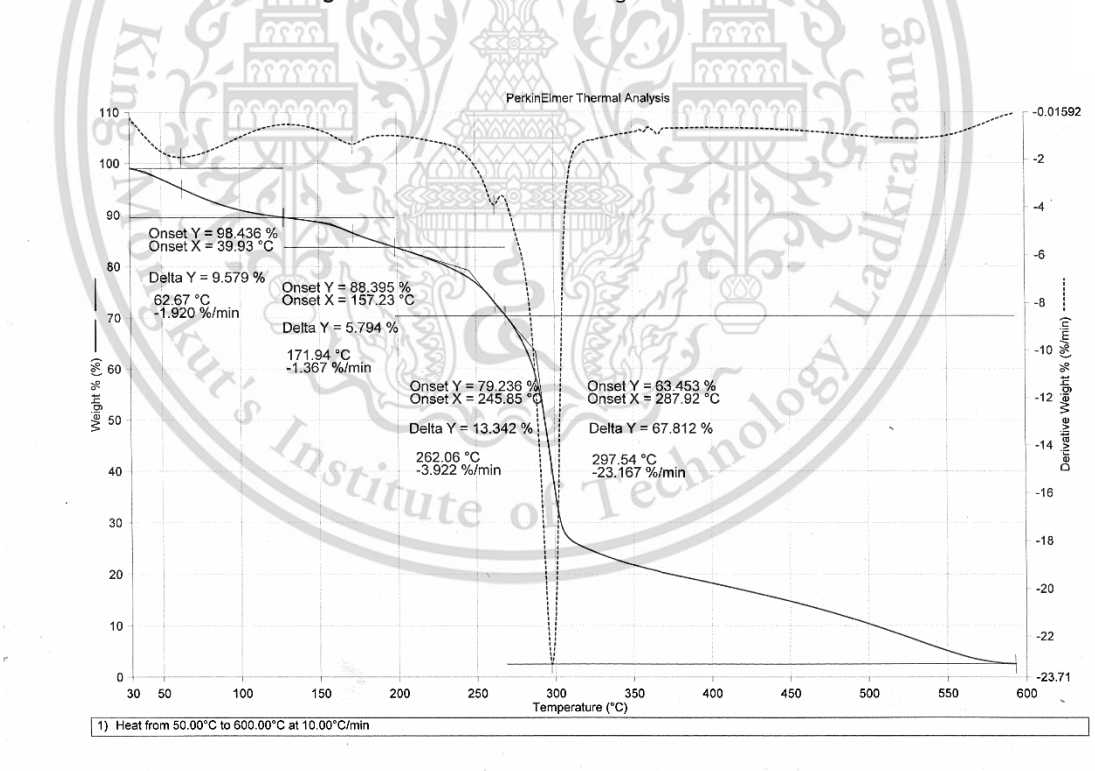 King Mongkut's Institute of Technology Ladkrabang
PerkinElmer Thermal Analysis
110
100
90
80
70
60
50
40
30
20
10
0
Weight % (%)
Onset Y = 98.436 %
Onset X = 39.93 °C
Delta Y = 9.579 %
62.67 °C
-1.920 %/min
Onset Y = 88.395 %
Onset X = 157.23 °C
Delta Y = 5.794 %
171.94 °C
-1.367 %/min
Onset Y = 79.236 %
Onset X = 245.85 °C
Delta Y = 13.342 %
262.06 °C
-3.922 %/min
Onset Y = 63.453 %
Onset X = 287.92 °C
Delta Y = 67.812 %
297.54 °C
-23.167 %/min
-0.01592
-2
-4
-6
-8
-10
-12
-14
-16
-18
-20
-22
-23.71
Derivative Weight % (%/min)
30 50 100 150 200 250 300 350 400 450 500 550 600
Temperature (°C)
1) Heat from 50.00°C to 600.00°C at 10.00°C/min